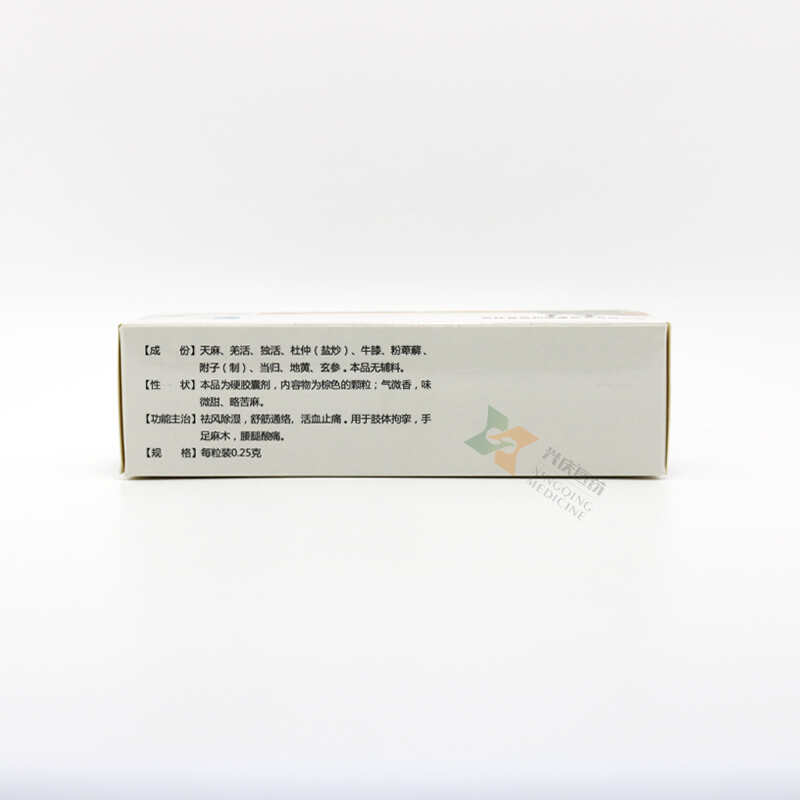 【成　份】天麻、羌活、独活、杜仲（盐炒）、牛膝、粉萆薢、
附子（制）、当归、地黄、玄参。本品无辅料。
【性　状】本品为硬胶囊剂，内容物为棕色的颗粒；气微香，味
微甜、略苦麻。
【功能主治】祛风除湿，舒筋通络，活血止痛。用于肢体拘挛，手
足麻木，腰腿酸痛。
【规　格】每粒装0.25克
兴庆医药
XINGQING
MEDICINE